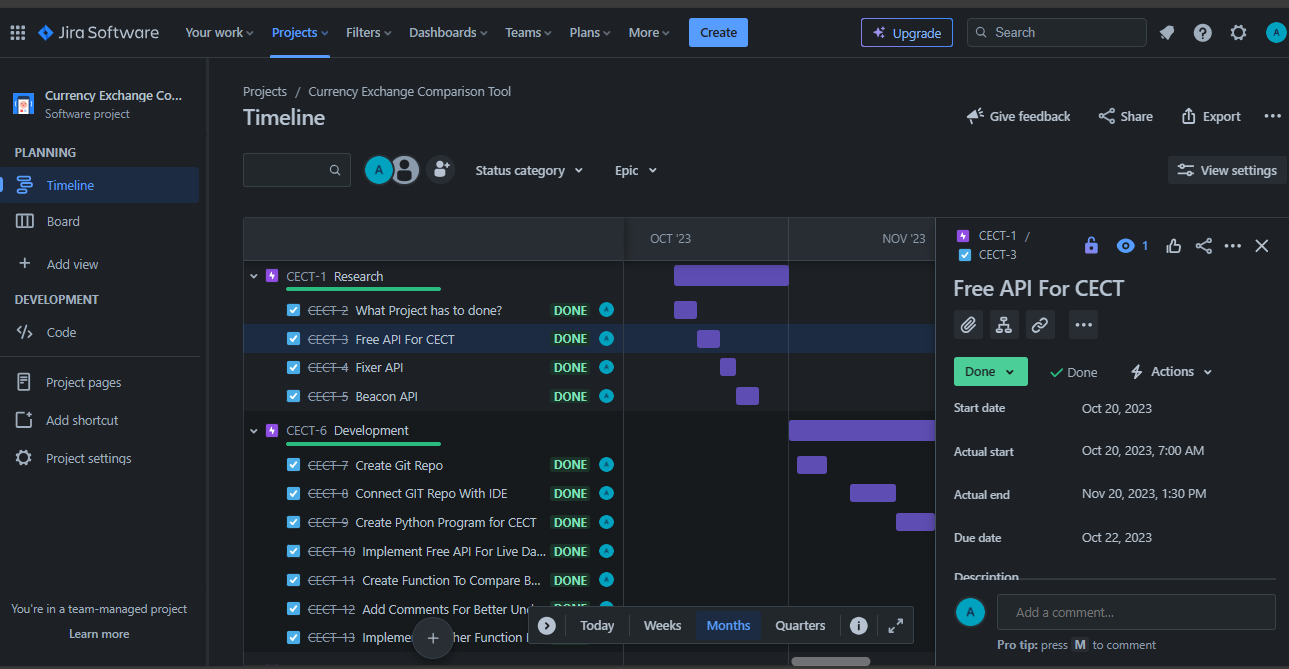 Jira Software Your work Projects Filters Dashboards Teams Plans More Create Upgrade Search A
Currency Exchange Co...
Software project
PLANNING
Timeline
Board
Add view
DEVELOPMENT
Code
Project pages
Add shortcut
Project settings
You're in a team-managed project
Learn more
Projects / Currency Exchange Comparison Tool
Timeline
Give feedback Share Export
A Status category Epic View settings
OCT '23 NOV '23
CECT-1 Research
CECT-2 What Project has to done? DONE A
CECT-3 Free API For CECT DONE A
CECT-4 Fixer API DONE A
CECT-5 Beacon API DONE A
CECT-6 Development
CECT-7 Create Git Repo DONE A
CECT-8 Connect GIT Repo With IDE DONE A
CECT-9 Create Python Program for CECT DONE A
CECT-10 Implement Free API For Live Da... DONE A
CECT-11 Create Function To Compare B... DONE A
CECT-12 Add Comments For Better Und
CECT-13
Today Weeks Months Quarters
CECT-1 /
CECT-3
1
Free API For CECT
Done Done Actions
Start date Oct 20, 2023
Actual start Oct 20, 2023, 7:00 AM
Actual end Nov 20, 2023, 1:30 PM
Due date Oct 22, 2023
Description
A Add a comment...
Pro tip: press M to comment